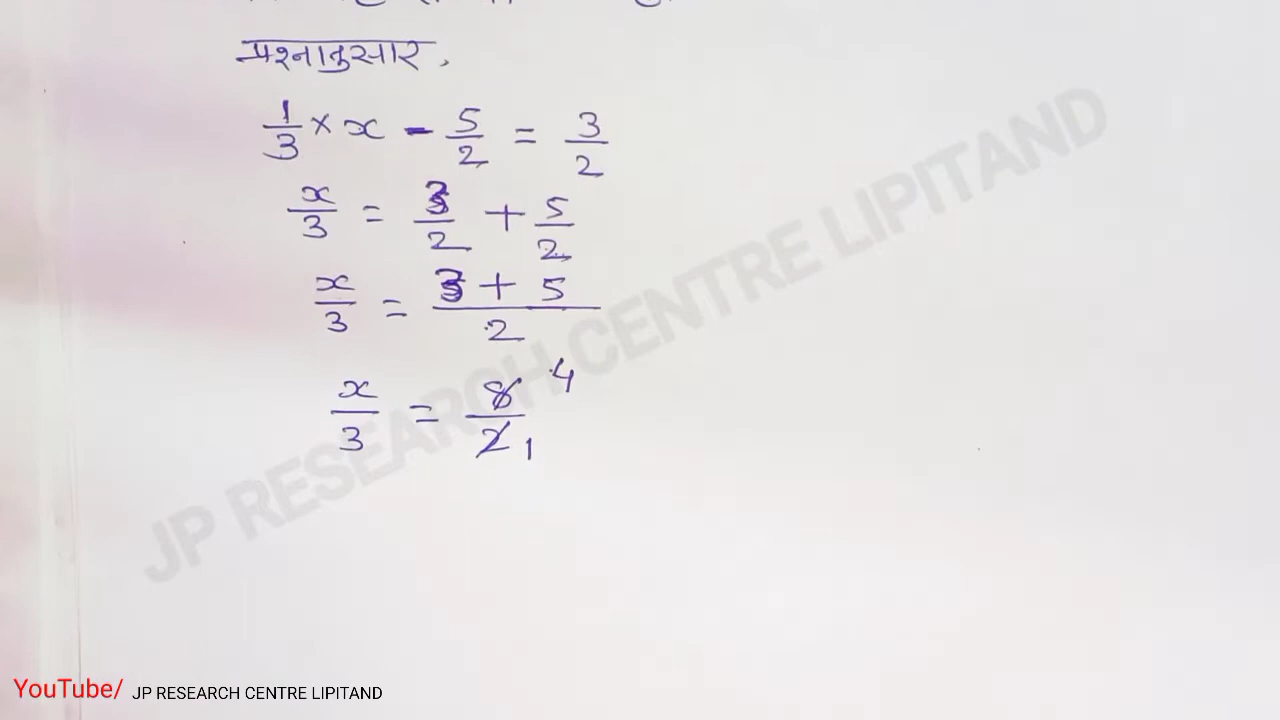 प्रश्नानुसार,
1/3 × x - 5/2 = 3/2
x/3 = 3/2 + 5/2
x/3 = 3 + 5 / 2
x/3 = 8/2 4 1
JP RESEARCH CENTRE LIPITAND
YouTube/ JP RESEARCH CENTRE LIPITAND